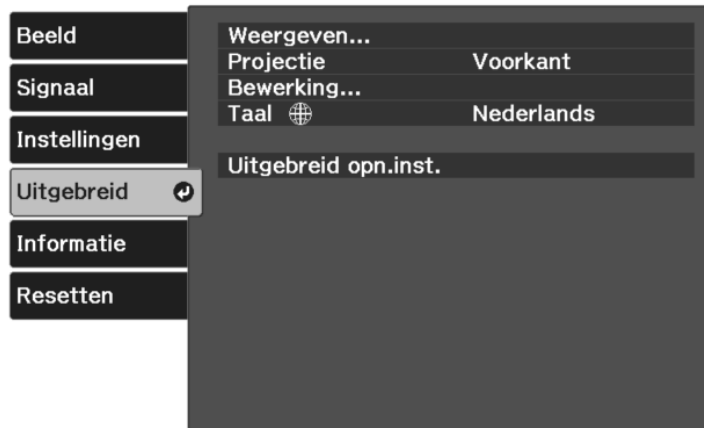 Beeld
Signaal
Instellingen
Uitgebreid
Informatie
Resetten
Weergeven...
Projectie Voorkant
Bewerking...
Taal Nederlands
Uitgebreid opn.inst.